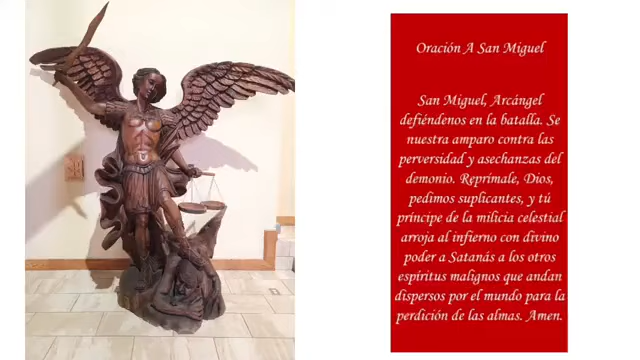 Oración A San Miguel
San Miguel, Arcángel
defiéndenos en la batalla. Se
nuestra amparo contra las
perversidad y asechanzas del
demonio. Reprímale, Dios,
pedimos suplicantes, y tú
príncipe de la milicia celestial
arroja al infierno con divino
poder a Satanás a los otros
espíritus malignos que andan
dispersos por el mundo para la
perdición de las almas. Amen.